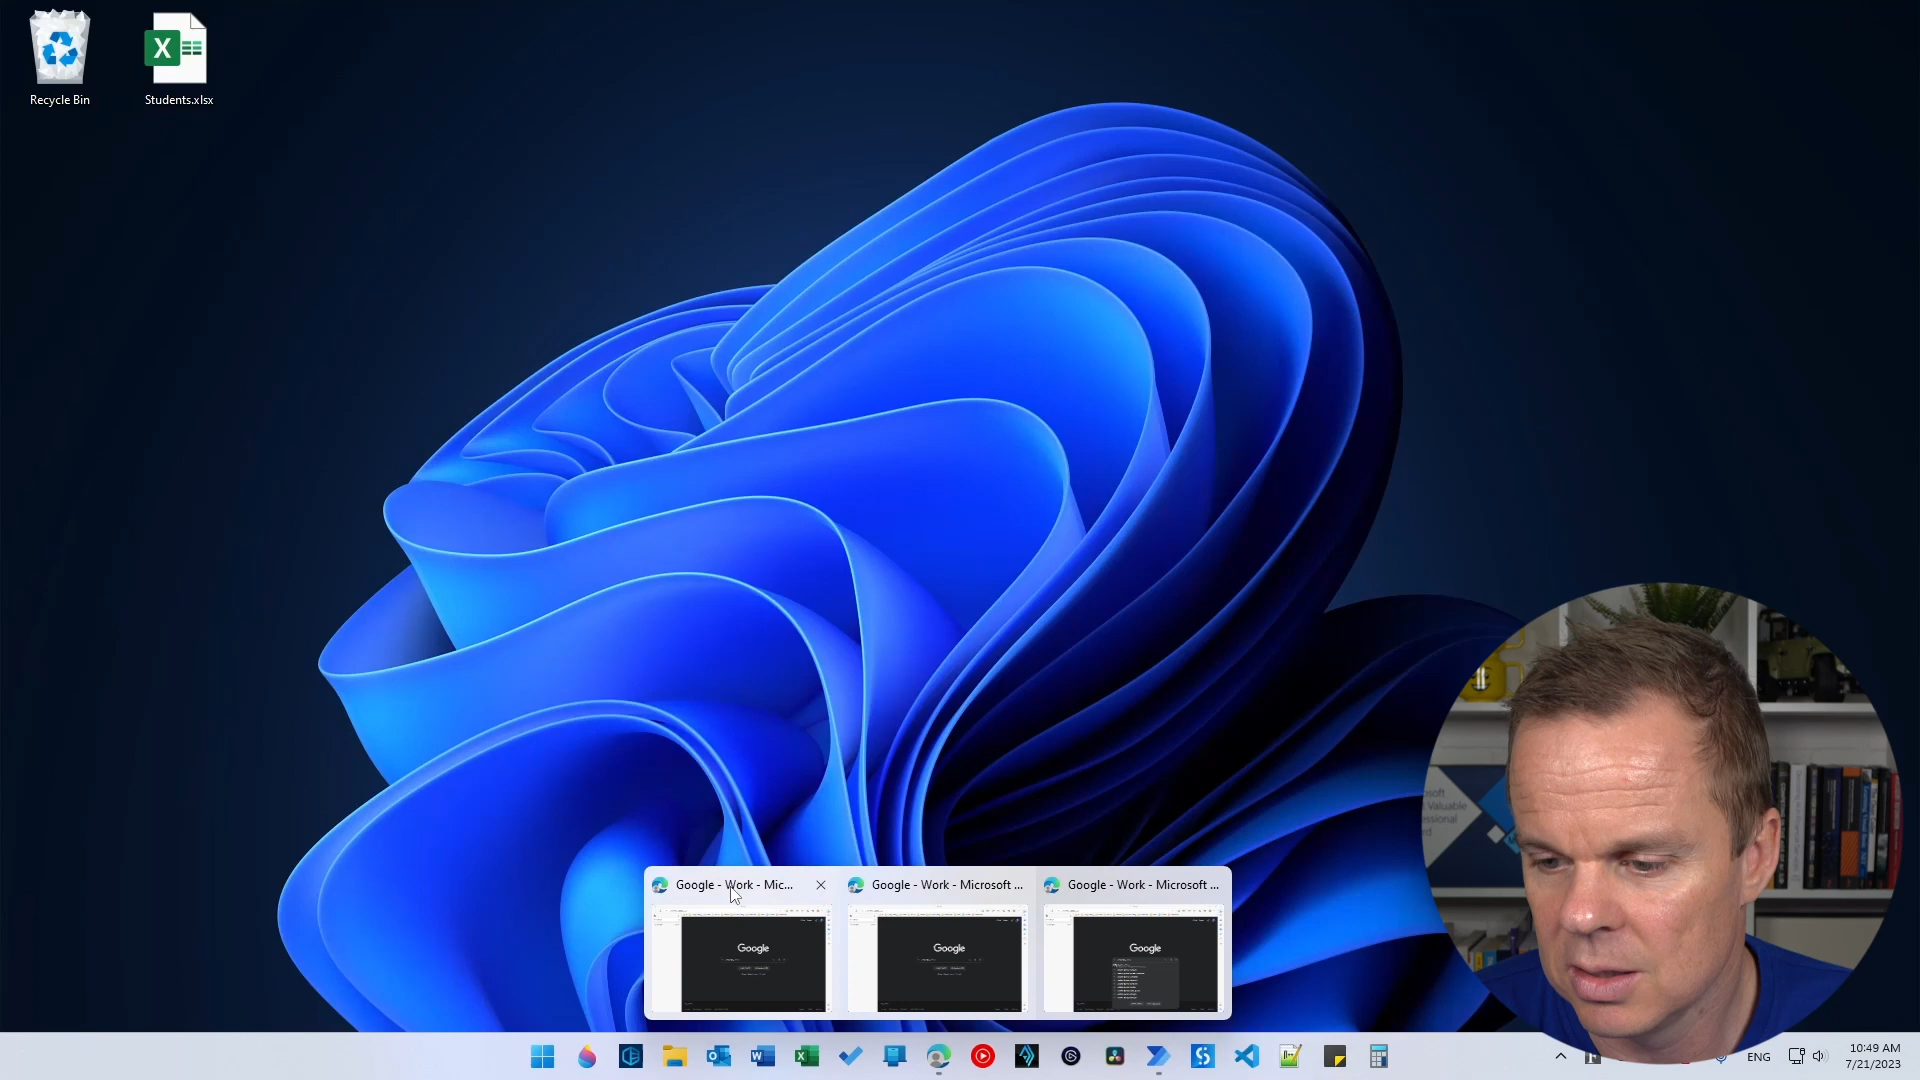 Recycle Bin
Students.xlsx
Google - Work - Mic...
Google - Work - Microsoft ...
Google - Work - Microsoft ...
Google
Google
Google
ENG
10:49 AM
7/21/2023